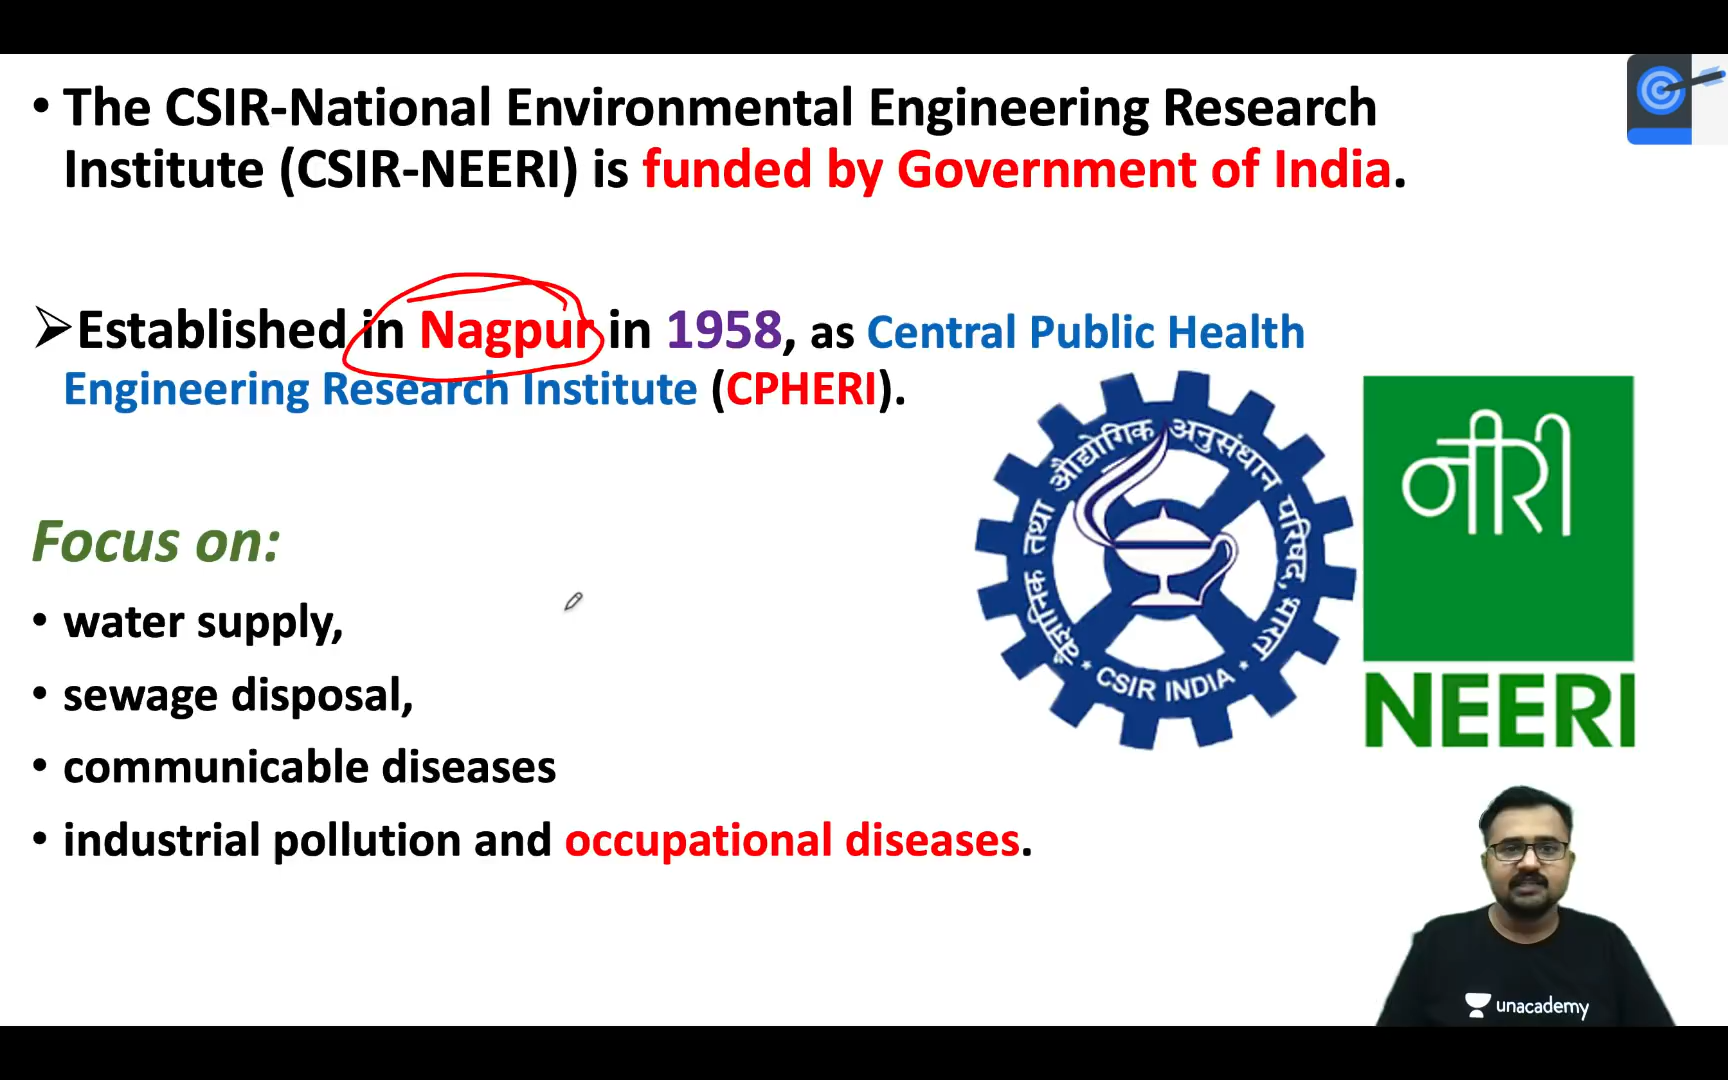 • The CSIR-National Environmental Engineering Research
Institute (CSIR-NEERI) is funded by Government of India.
➢Established in Nagpur in 1958, as Central Public Health
Engineering Research Institute (CPHERI).
Focus on:
• water supply,
• sewage disposal,
• communicable diseases
• industrial pollution and occupational diseases.
वैज्ञानिक तथा औद्योगिक अनुसंधान परिषद, भारत
* CSIR INDIA *
नीरी
NEERI
unacademy